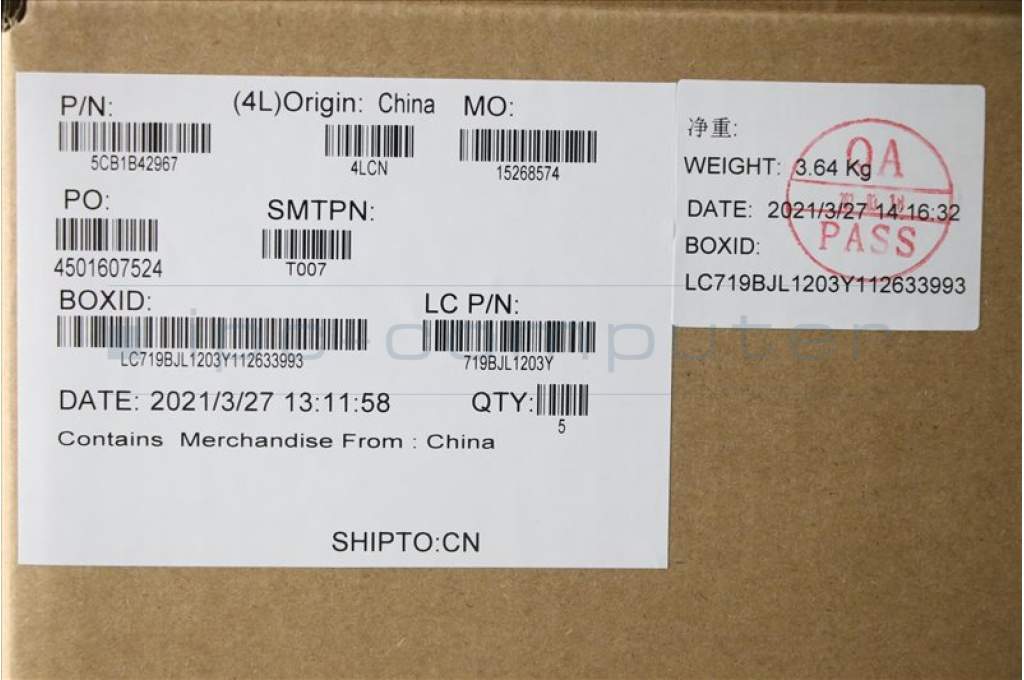 P/N:
5CB1B42967
(4L)Origin: China
4LCN
MO:
15268574
PO:
4501607524
SMTPN:
T007
BOXID:
LC719BJL1203Y112633993
LC P/N:
719BJL1203Y
DATE: 2021/3/27 13:11:58
QTY:
5
Contains Merchandise From : China
SHIPTO:CN
净重:
WEIGHT: 3.64 Kg
DATE: 2021/3/27 14:16:32
BOXID:
LC719BJL1203Y112633993
QA
PASS
ipc-computer